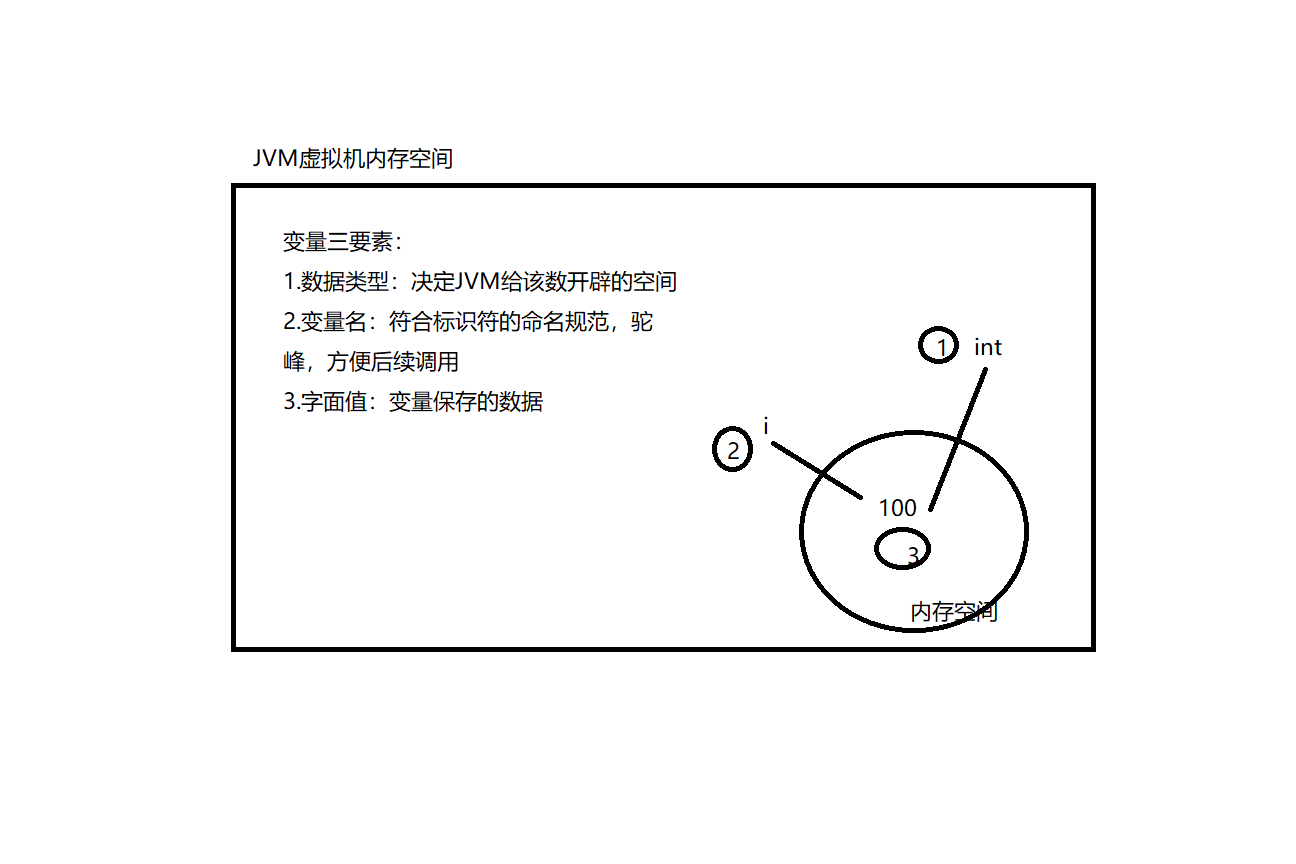 JVM虚拟机内存空间
变量三要素：
1.数据类型：决定JVM给该数开辟的空间
2.变量名：符合标识符的命名规范，驼
峰，方便后续调用
3.字面值：变量保存的数据
1 int
i
2
100
3
内存空间